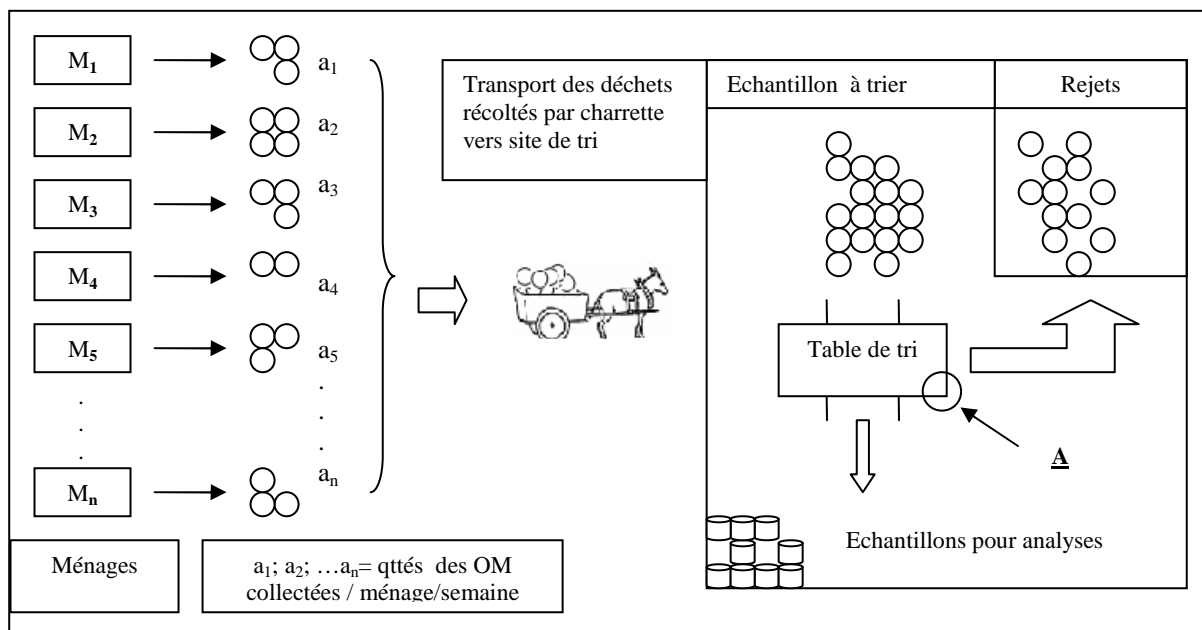 M1
a1
M2
a2
M3
a3
M4
a4
M5
a5
.
.
.
.
.
.
.
Mn
an
Ménages
a1; a2; …an= qttés des OM
collectées / ménage/semaine
Transport des déchets
récoltés par charrette
vers site de tri
Echantillon à trier
Rejets
Table de tri
A
Echantillons pour analyses